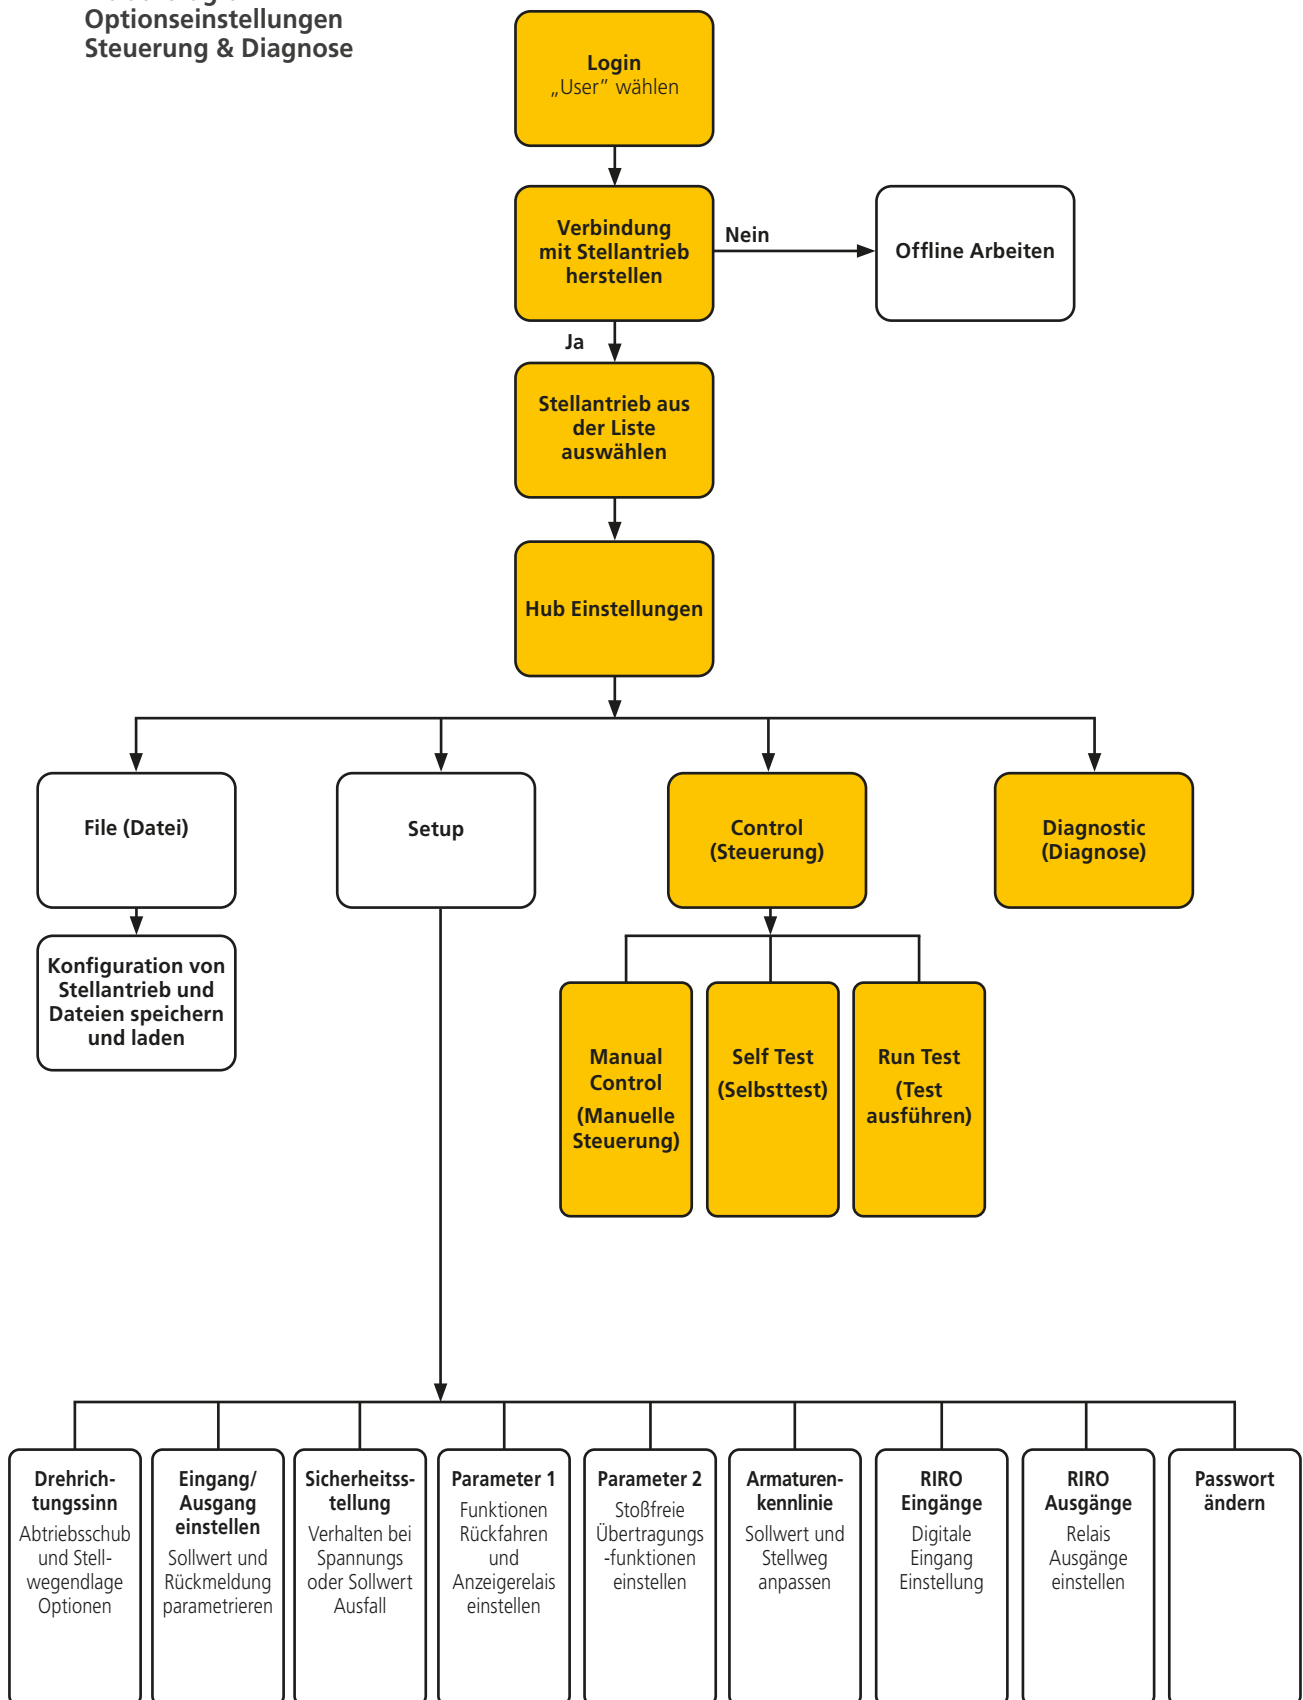 Optionseinstellungen
Steuerung & Diagnose
Login
„User” wählen
Verbindung
mit Stellantrieb
herstellen
Nein
Offline Arbeiten
Ja
Stellantrieb aus
der Liste
auswählen
Hub Einstellungen
File (Datei)
Setup
Control
(Steuerung)
Diagnostic
(Diagnose)
Konfiguration von
Stellantrieb und
Dateien speichern
und laden
Manual
Control
(Manuelle
Steuerung)
Self Test
(Selbsttest)
Run Test
(Test
ausführen)
Drehrich-
tungssinn
Abtriebsschub
und Stell-
wegendlage
Optionen
Eingang/
Ausgang
einstellen
Sollwert und
Rückmeldung
parametrieren
Sicherheitss-
tellung
Verhalten bei
Spannungs
oder Sollwert
Ausfall
Parameter 1
Funktionen
Rückfahren
und
Anzeigerelais
einstellen
Parameter 2
Stoßfreie
Übertragungs
-funktionen
einstellen
Armaturen-
kennlinie
Sollwert und
Stellweg
anpassen
RIRO
Eingänge
Digitale
Eingang
Einstellung
RIRO
Ausgänge
Relais
Ausgänge
einstellen
Passwort
ändern